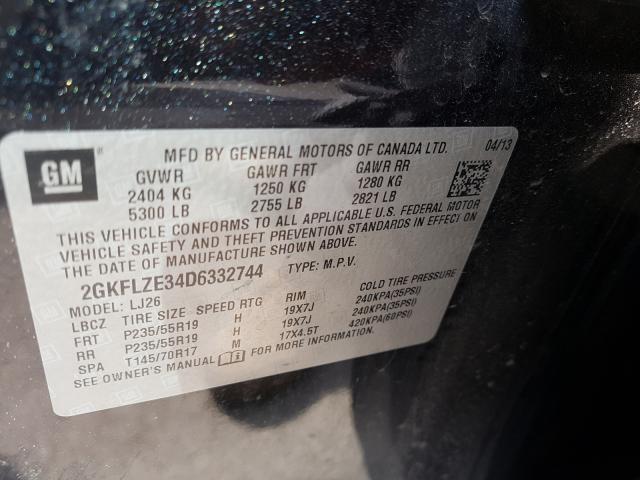 GM
MFD BY GENERAL MOTORS OF CANADA LTD. 04/13
GVWR GAWR FRT GAWR RR
2404 KG 1250 KG 1280 KG
5300 LB 2755 LB 2821 LB
THIS VEHICLE CONFORMS TO ALL APPLICABLE U.S. FEDERAL MOTOR
VEHICLE SAFETY AND THEFT PREVENTION STANDARDS IN EFFECT ON
THE DATE OF MANUFACTURE SHOWN ABOVE.
2GKFLZE34D6332744 TYPE: M.P.V.
MODEL: LJ26
LBCZ TIRE SIZE SPEED RTG RIM COLD TIRE PRESSURE
FRT P235/55R19 H 19X7J 240KPA(35PSI)
RR P235/55R19 H 19X7J 240KPA(35PSI)
SPA T145/70R17 M 17X4.5T 420KPA(60PSI)
SEE OWNER'S MANUAL FOR MORE INFORMATION.